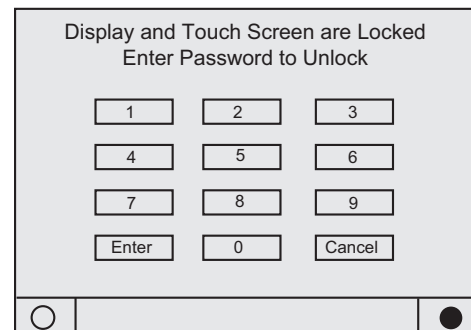 Display and Touch Screen are Locked
Enter Password to Unlock
1 2 3
4 5 6
7 8 9
Enter 0 Cancel